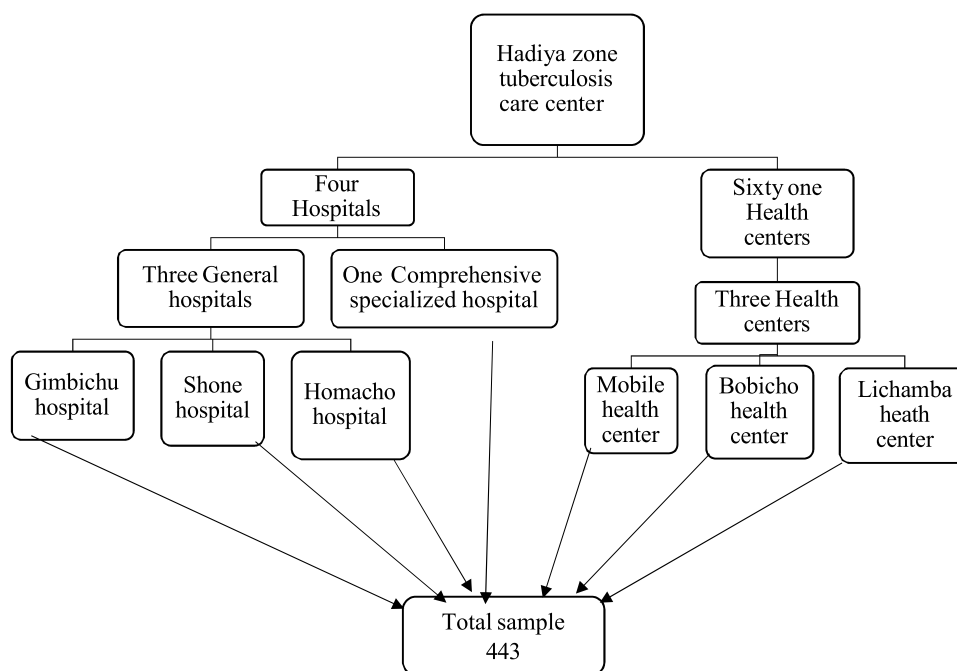 Hadiya zone
tuberculosis
care center
Four
Hospitals
Sixty one
Health
centers
Three General
hospitals
One Comprehensive
specialized hospital
Three Health
centers
Gimbichu
hospital
Shone
hospital
Homacho
hospital
Mobile
health
center
Bobicho
health
center
Lichamba
heath
center
Total sample
443